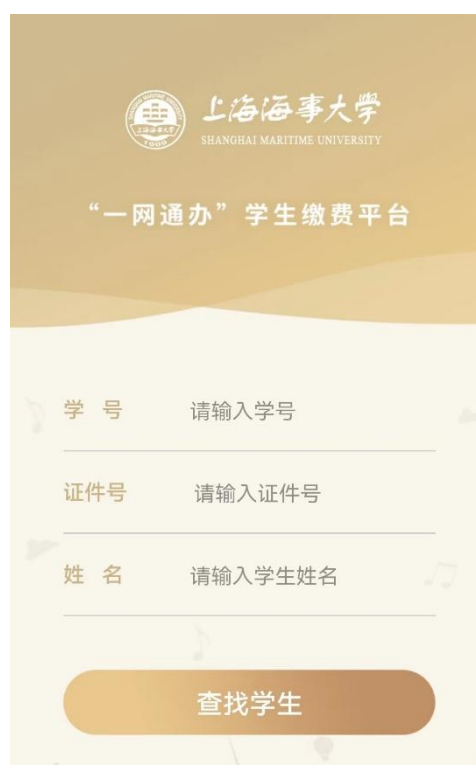 上海海事大学
SHANGHAI MARITIME UNIVERSITY
“一网通办”学生缴费平台
学 号 请输入学号
证件号 请输入证件号
姓 名 请输入学生姓名
查找学生